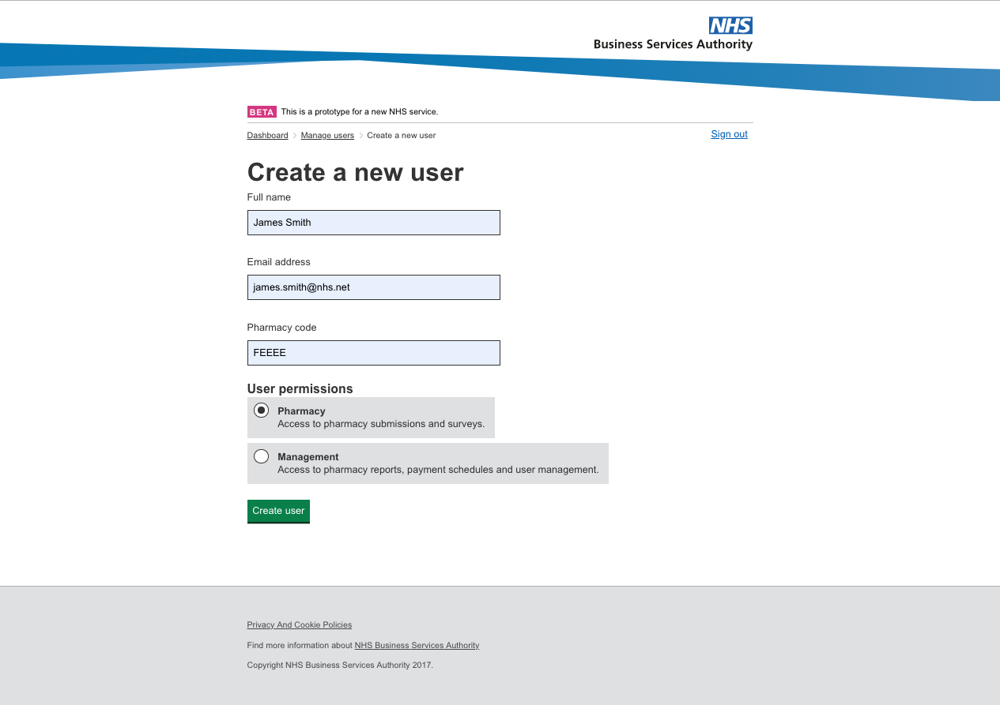 NHS
Business Services Authority
BETA This is a prototype for a new NHS service.
Dashboard > Manage users > Create a new user
Sign out
Create a new user
Full name
James Smith
Email address
james.smith@nhs.net
Pharmacy code
FEEEE
User permissions
Pharmacy
Access to pharmacy submissions and surveys.
Management
Access to pharmacy reports, payment schedules and user management.
Create user
Privacy And Cookie Policies
Find more information about NHS Business Services Authority
Copyright NHS Business Services Authority 2017.